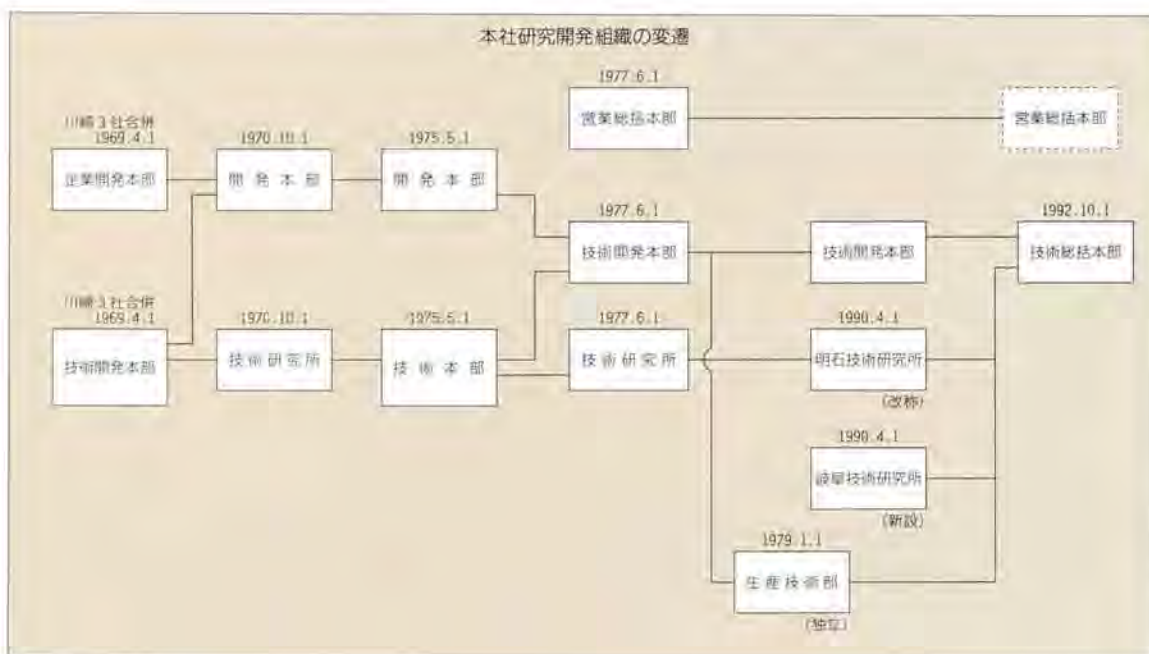 本社研究開発組織の変遷
1977.6.1
営業総括本部
営業総括本部
川崎3社合併
1969.4.1
企業開発本部
1970.10.1
開発本部
1975.5.1
開発本部
1977.6.1
技術開発本部
技術開発本部
1992.10.1
技術総括本部
川崎3社合併
1969.4.1
技術開発本部
1970.10.1
技術研究所
1975.5.1
技術本部
1977.6.1
技術研究所
1990.4.1
明石技術研究所
(改称)
1990.4.1
岐阜技術研究所
(新設)
1979.1.1
生産技術部
(独立)